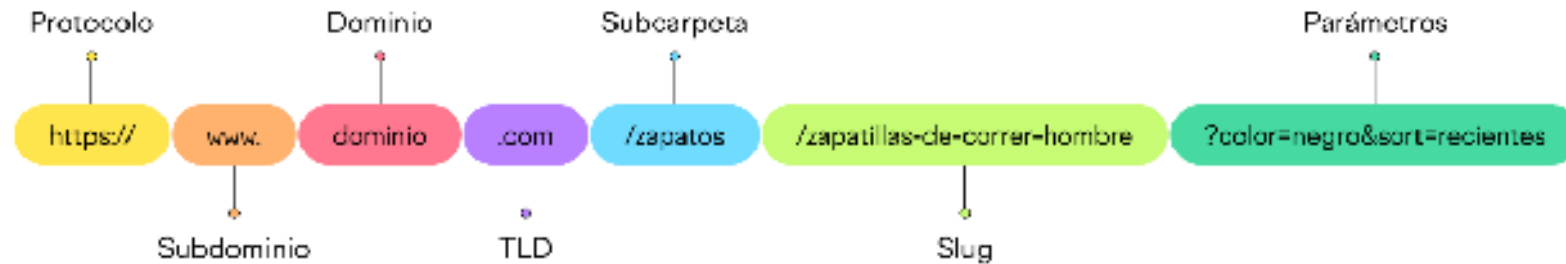 Protocolo Dominio Subcarpeta Parámetros
https:// www. dominio .com /zapatos /zapatillas-de-correr-hombre ?color=negro&sort=recientes
Subdominio TLD Slug